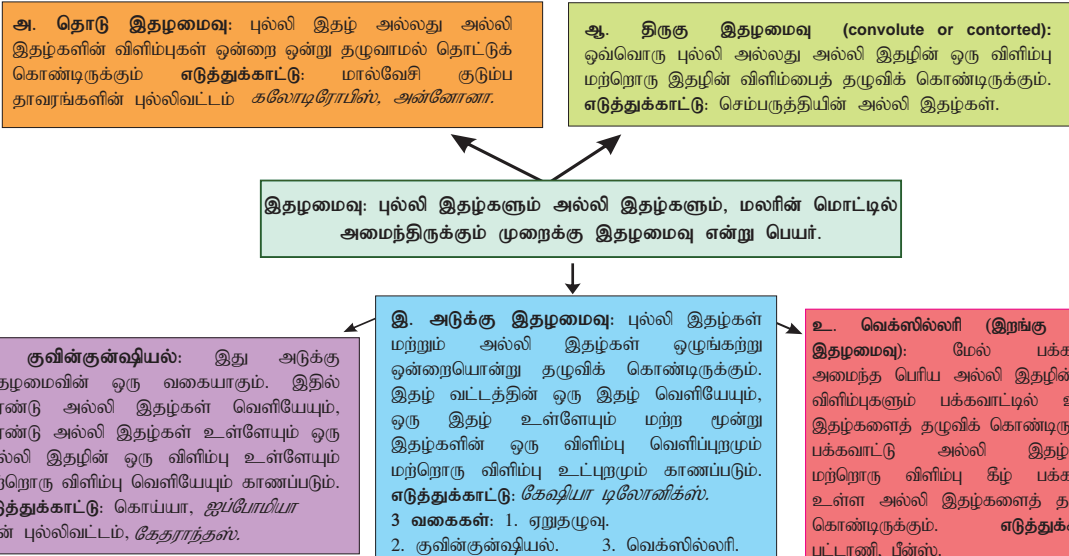 அ. தொடு இதழமைவு: புல்லி இதழ் அல்லது அல்லி
இதழ்களின் விளிம்புகள் ஒன்றை ஒன்று தழுவாமல் தொட்டுக்
கொண்டிருக்கும் எடுத்துக்காட்டு: மால்வேசி குடும்ப
தாவரங்களின் புல்லிவட்டம் கலோடிரோபிஸ், அன்னோனா.
ஆ. திருகு இதழமைவு (convolute or contorted):
ஒவ்வொரு புல்லி அல்லது அல்லி இதழின் ஒரு விளிம்பு
மற்றொரு இதழின் விளிம்பைத் தழுவிக் கொண்டிருக்கும்.
எடுத்துக்காட்டு: செம்பருத்தியின் அல்லி இதழ்கள்.
இதழமைவு: புல்லி இதழ்களும் அல்லி இதழ்களும், மலரின் மொட்டில்
அமைந்திருக்கும் முறைக்கு இதழமைவு என்று பெயர்.
குவின்குன்ஷியல்: இது அடுக்கு
தழமைவின் ஒரு வகையாகும். இதில்
ரண்டு அல்லி இதழ்கள் வெளியேயும்,
ரண்டு அல்லி இதழ்கள் உள்ளேயும் ஒரு
ல்லி இதழின் ஒரு விளிம்பு உள்ளேயும்
ற்றொரு விளிம்பு வெளியேயும் காணப்படும்.
டுத்துக்காட்டு: கொய்யா, ஐப்போமியா
ன் புல்லிவட்டம், கேதராந்தஸ்.
இ. அடுக்கு இதழமைவு: புல்லி இதழ்கள்
மற்றும் அல்லி இதழ்கள் ஒழுங்கற்று
ஒன்றையொன்று தழுவிக் கொண்டிருக்கும்.
இதழ் வட்டத்தின் ஒரு இதழ் வெளியேயும்,
ஒரு இதழ் உள்ளேயும் மற்ற மூன்று
இதழ்களின் ஒரு விளிம்பு வெளிப்புறமும்
மற்றொரு விளிம்பு உட்புறமும் காணப்படும்.
எடுத்துக்காட்டு: கேஷியா டிலோனிக்ஸ்.
3 வகைகள்: 1. ஏறுதழுவு.
2. குவின்குன்ஷியல். 3. வெக்ஸில்லரி.
உ. வெக்ஸில்லரி (இறங்கு
இதழமைவு): மேல் பக்க
அமைந்த பெரிய அல்லி இதழின்
விளிம்புகளும் பக்கவாட்டில் உ
இதழ்களைத் தழுவிக் கொண்டிரு
பக்கவாட்டு அல்லி இதழ்
மற்றொரு விளிம்பு கீழ் பக்க
உள்ள அல்லி இதழ்களைத் த
கொண்டிருக்கும். எடுத்துக்
பட்டாணி, பீன்ஸ்.